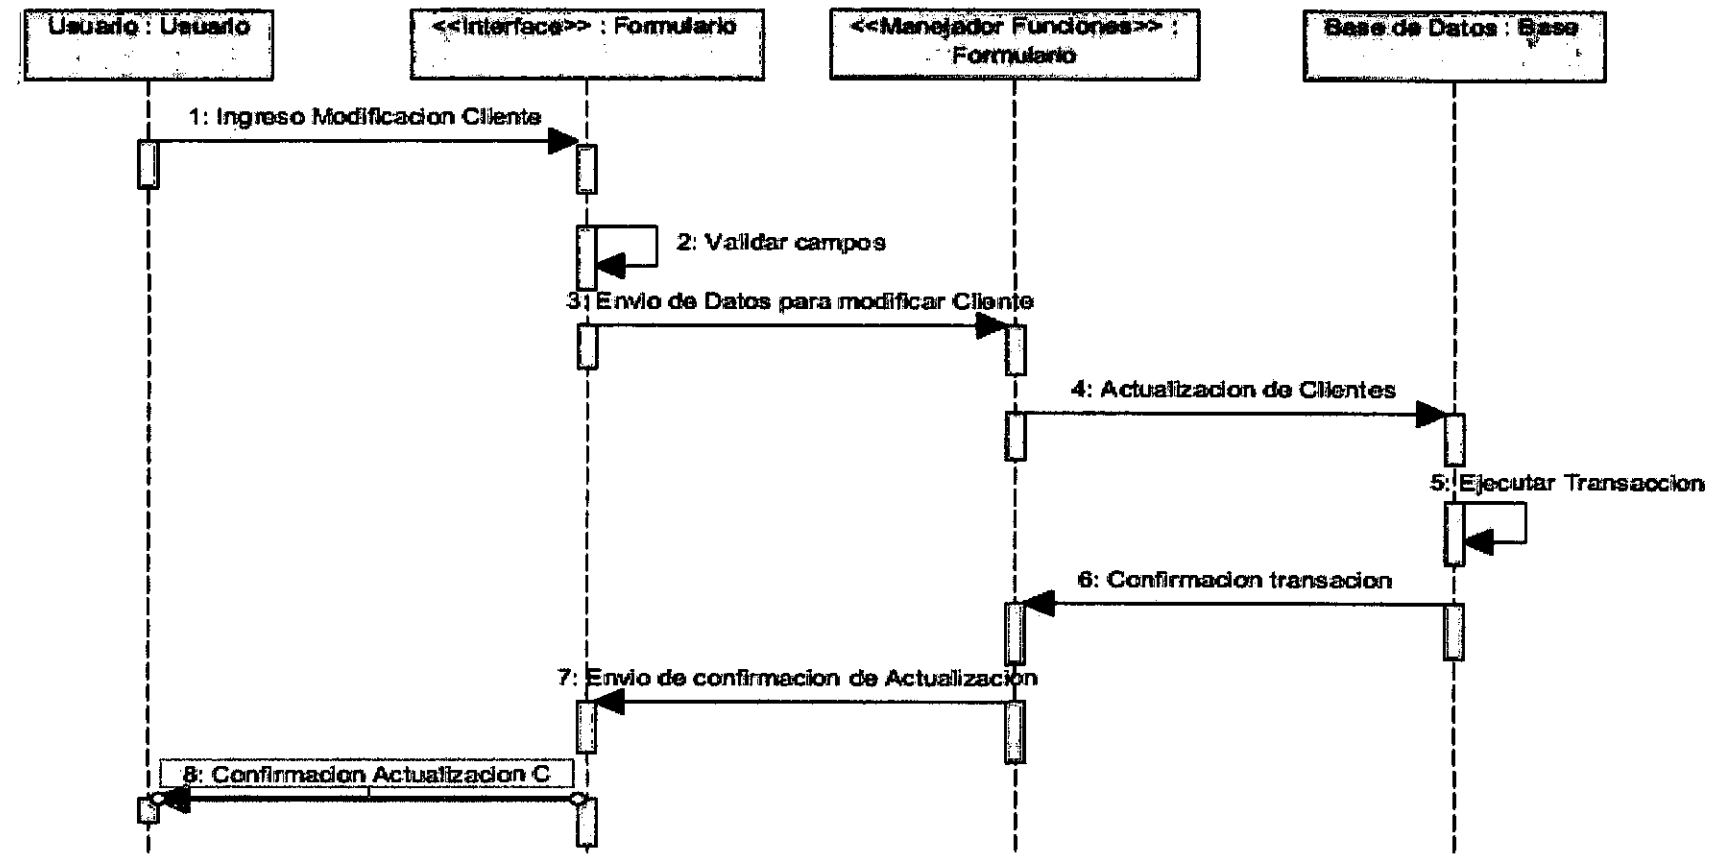 Usuario : Usuario
<<Interface>> : Formulario
<<Manejador Funciones>> :
Formulario
Base de Datos : Base
1: Ingreso Modificacion Cliente
2: Validar campos
3: Envio de Datos para modificar Cliente
4: Actualizacion de Clientes
5: Ejecutar Transaccion
6: Confirmacion transacion
7: Envio de confirmacion de Actualizacion
8: Confirmacion Actualizacion C